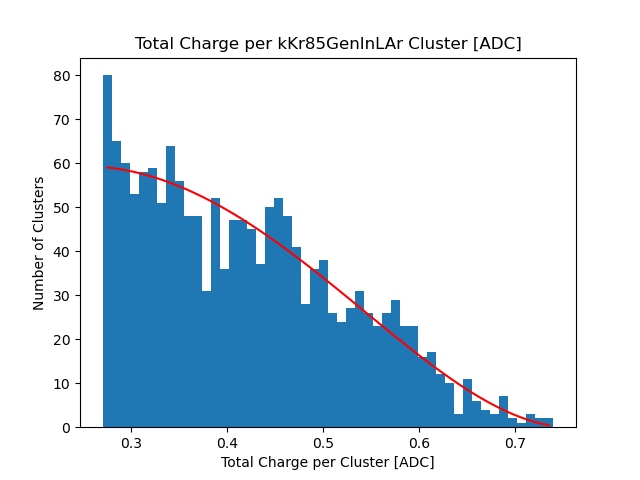 Total Charge per kKr85GenInLAr Cluster [ADC]
80
70
60
50
40
30
20
10
0
Number of Clusters
0.3 0.4 0.5 0.6 0.7
Total Charge per Cluster [ADC]